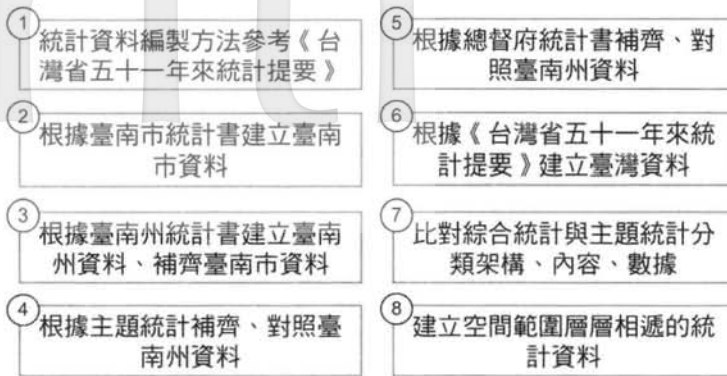 1
統計資料編製方法參考《台
灣省五十一年來統計提要》
2
根據臺南市統計書建立臺南
市資料
3
根據臺南州統計書建立臺南
州資料、補齊臺南市資料
4
根據主題統計補齊、對照臺
南州資料
5
根據總督府統計書補齊、對
照臺南州資料
6
根據《台灣省五十一年來統
計提要》建立臺灣資料
7
比對綜合統計與主題統計分
類架構、內容、數據
8
建立空間範圍層層相遞的統
計資料